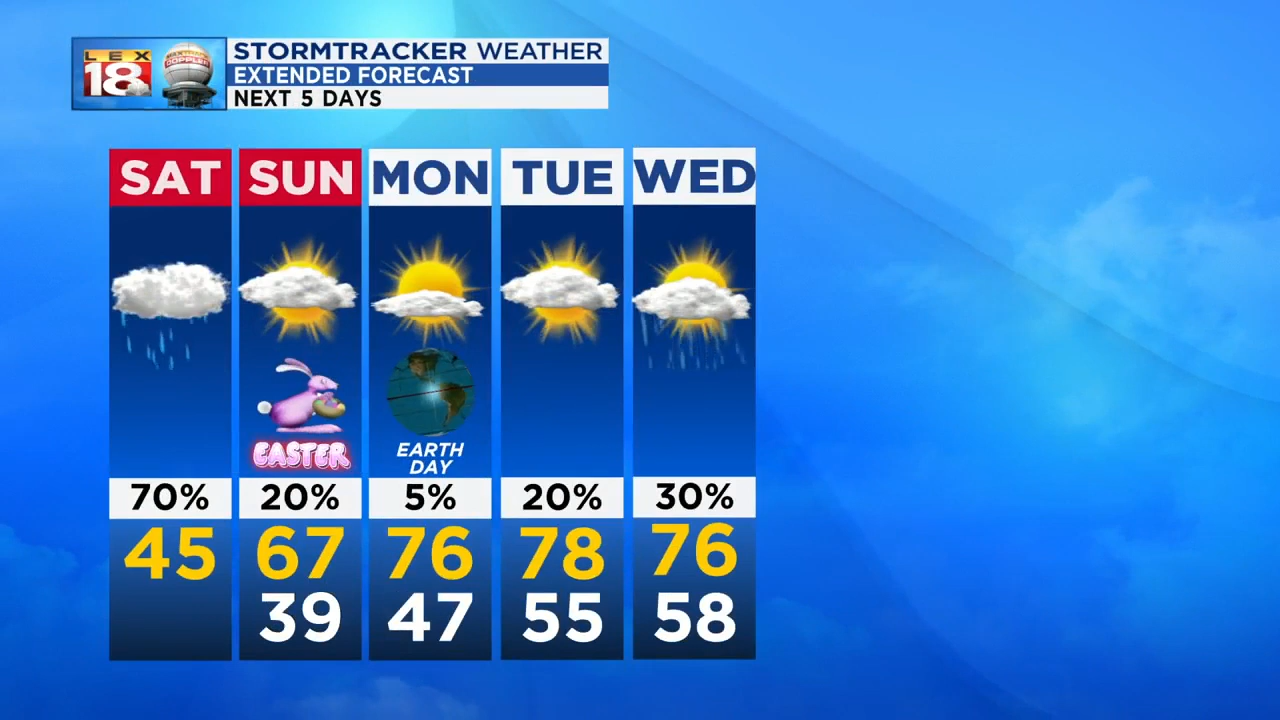 LEX
18
DOPPLER
STORMTRACKER WEATHER
EXTENDED FORECAST
NEXT 5 DAYS
SAT SUN MON TUE WED
EASTER
EARTH
DAY
70% 20% 5% 20% 30%
45 67 76 78 76
39 47 55 58